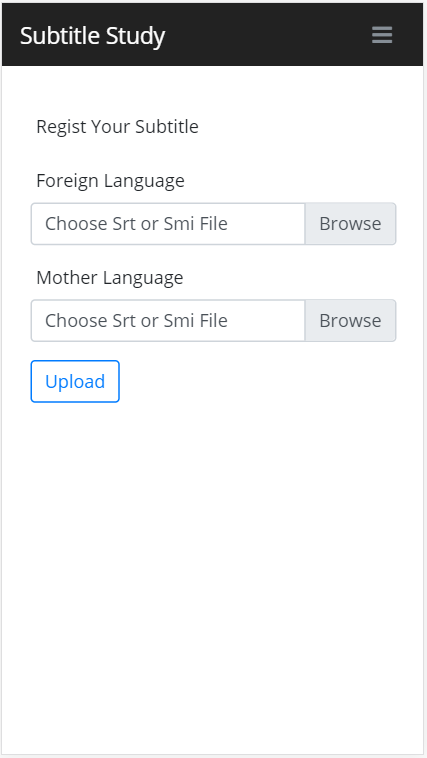 Subtitle Study
Regist Your Subtitle
Foreign Language
Choose Srt or Smi File Browse
Mother Language
Choose Srt or Smi File Browse
Upload